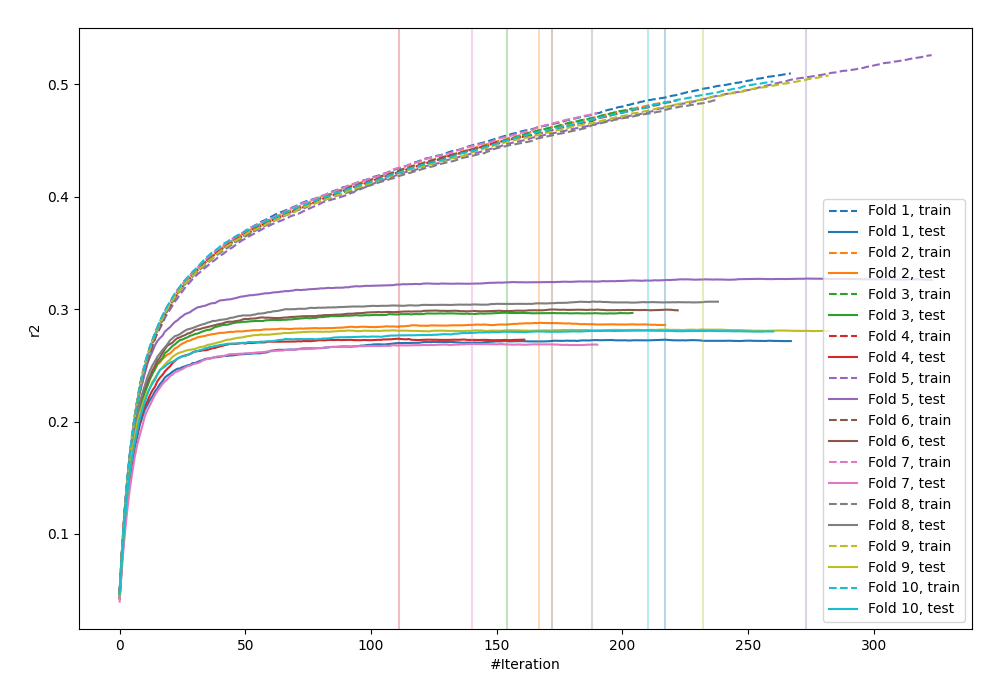 0.5
0.4
0.3
0.2
0.1
r2
0 50 100 150 200 250 300
#Iteration
Fold 1, train
Fold 1, test
Fold 2, train
Fold 2, test
Fold 3, train
Fold 3, test
Fold 4, train
Fold 4, test
Fold 5, train
Fold 5, test
Fold 6, train
Fold 6, test
Fold 7, train
Fold 7, test
Fold 8, train
Fold 8, test
Fold 9, train
Fold 9, test
Fold 10, train
Fold 10, test